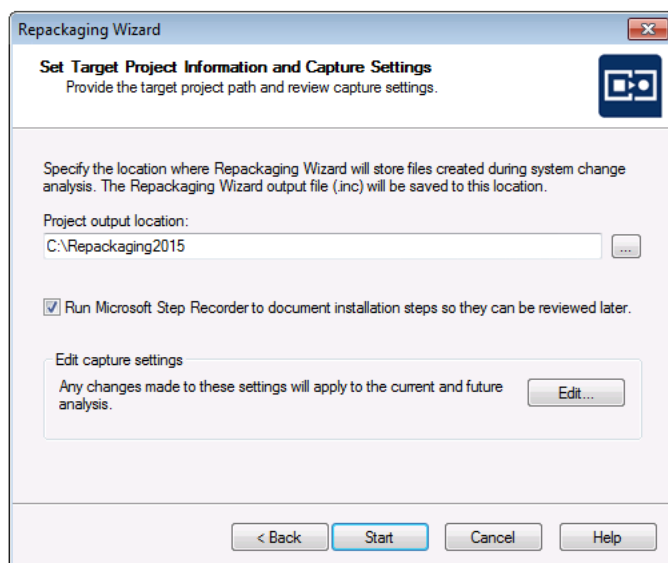 Repackaging Wizard
Set Target Project Information and Capture Settings
Provide the target project path and review capture settings.
Specify the location where Repackaging Wizard will store files created during system change
analysis. The Repackaging Wizard output file (.inc) will be saved to this location.
Project output location:
C:\Repackaging2015
...
Run Microsoft Step Recorder to document installation steps so they can be reviewed later.
Edit capture settings
Any changes made to these settings will apply to the current and future
analysis.
Edit...
< Back
Start
Cancel
Help